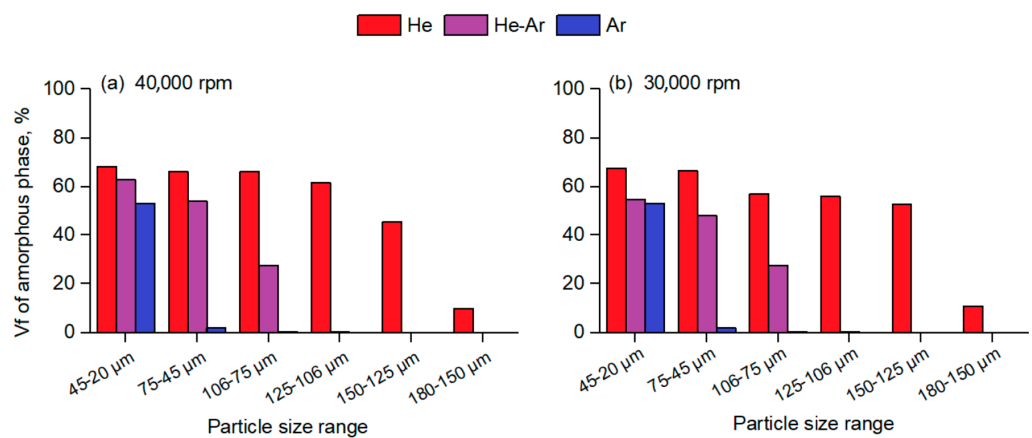 He He-Ar Ar
(a) 40,000 rpm
Vf of amorphous phase, %
100
80
60
40
20
0
45-20 μm
75-45 μm
106-75 μm
125-106 μm
150-125 μm
180-150 μm
Particle size range
(b) 30,000 rpm
100
80
60
40
20
0
45-20 μm
75-45 μm
106-75 μm
125-106 μm
150-125 μm
180-150 μm
Particle size range